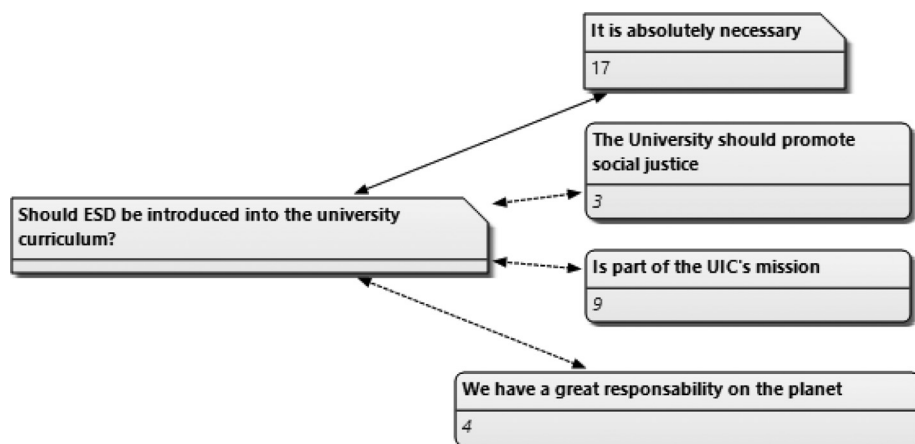 It is absolutely necessary
17
The University should promote
social justice
3
Should ESD be introduced into the university
curriculum?
Is part of the UIC's mission
9
We have a great responsability on the planet
4